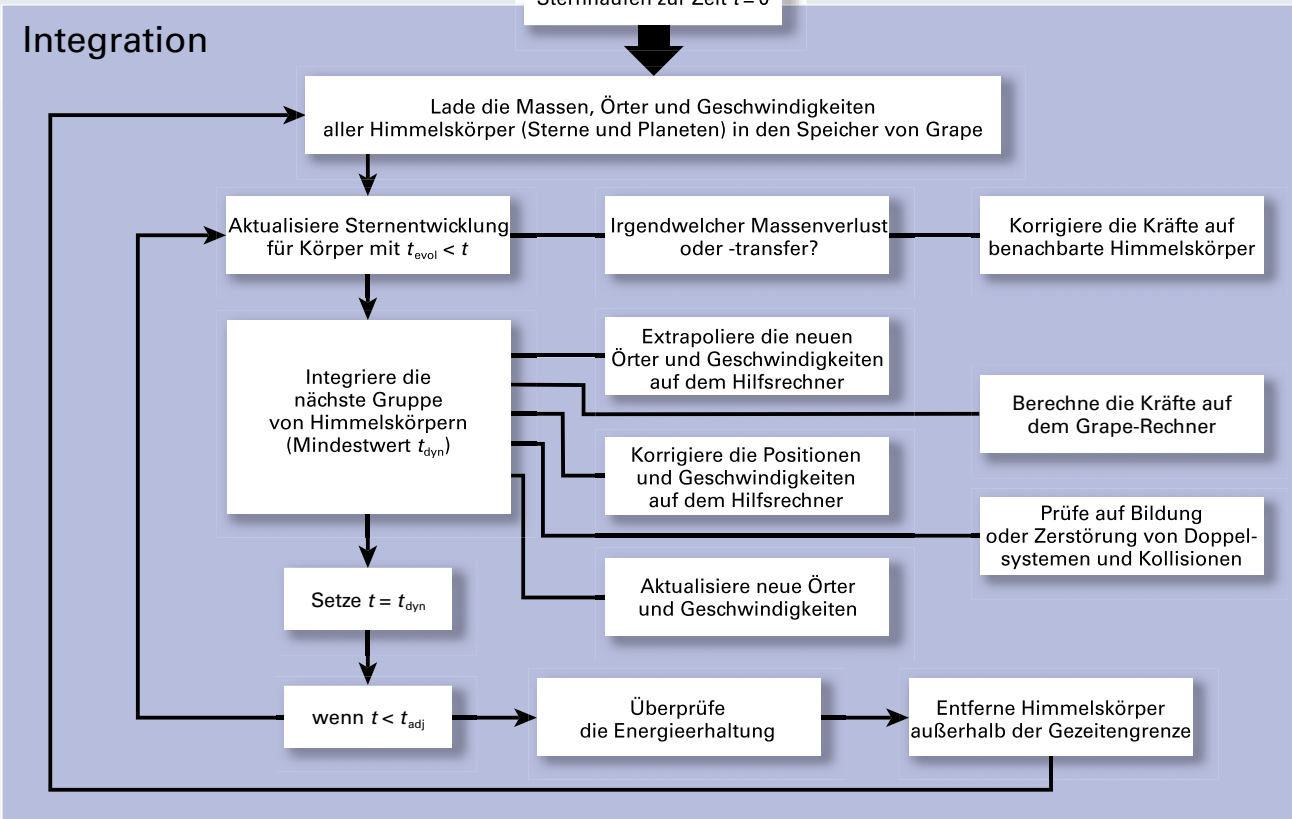 Sternhaufen zur Zeit t = 0
Integration
Lade die Massen, Örter und Geschwindigkeiten
aller Himmelskörper (Sterne und Planeten) in den Speicher von Grape
Aktualisiere Sternentwicklung
für Körper mit tevol < t
Irgendwelcher Massenverlust
oder -transfer?
Korrigiere die Kräfte auf
benachbarte Himmelskörper
Integriere die
nächste Gruppe
von Himmelskörpern
(Mindestwert tdyn)
Extrapoliere die neuen
Örter und Geschwindigkeiten
auf dem Hilfsrechner
Berechne die Kräfte auf
dem Grape-Rechner
Korrigiere die Positionen
und Geschwindigkeiten
auf dem Hilfsrechner
Prüfe auf Bildung
oder Zerstörung von Doppel-
systemen und Kollisionen
Aktualisiere neue Örter
und Geschwindigkeiten
Setze t = tdyn
wenn t < tadj
Überprüfe
die Energieerhaltung
Entferne Himmelskörper
außerhalb der Gezeitengrenze